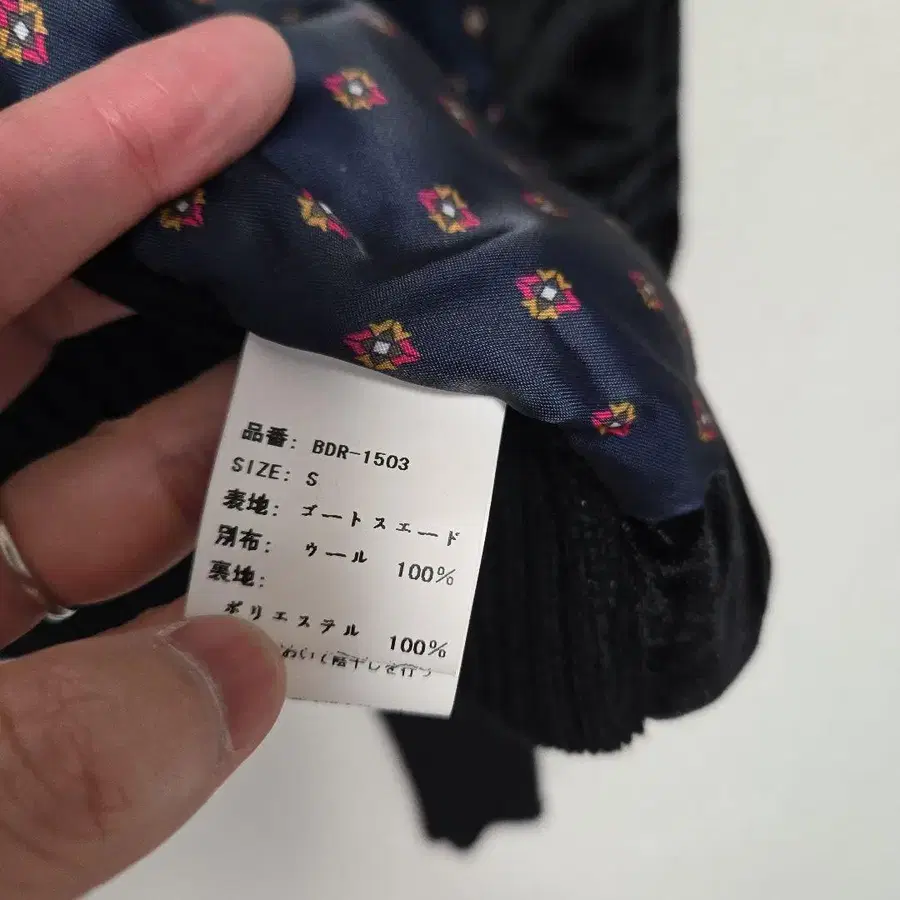 品番: BDR-1503
SIZE: S
表地: ゴートスエード
別布: ウール 100%
裏地:
ポリエステル 100%